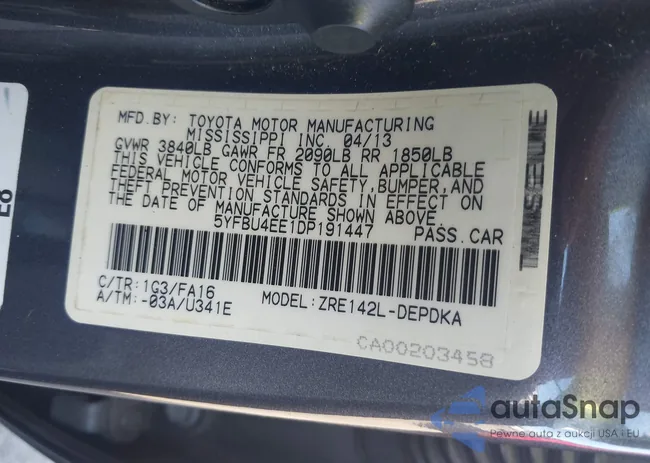 MFD.BY: TOYOTA MOTOR MANUFACTURING
MISSISSIPPI INC. 04/13
GVWR 3840LB GAWR FR 2090LB RR 1850LB
THIS VEHICLE CONFORMS TO ALL APPLICABLE
FEDERAL MOTOR VEHICLE SAFETY,BUMPER,AND
THEFT PREVENTION STANDARDS IN EFFECT ON
THE DATE OF MANUFACTURE SHOWN ABOVE.
5YFBU4EE1DP191447 PASS.CAR
C/TR:1G3/FA16
A/TM:-03A/U341E
MODEL:ZRE142L-DEPDKA
CA00203458
E8
autaSnap
Pewne auta z aukcji USA i EU